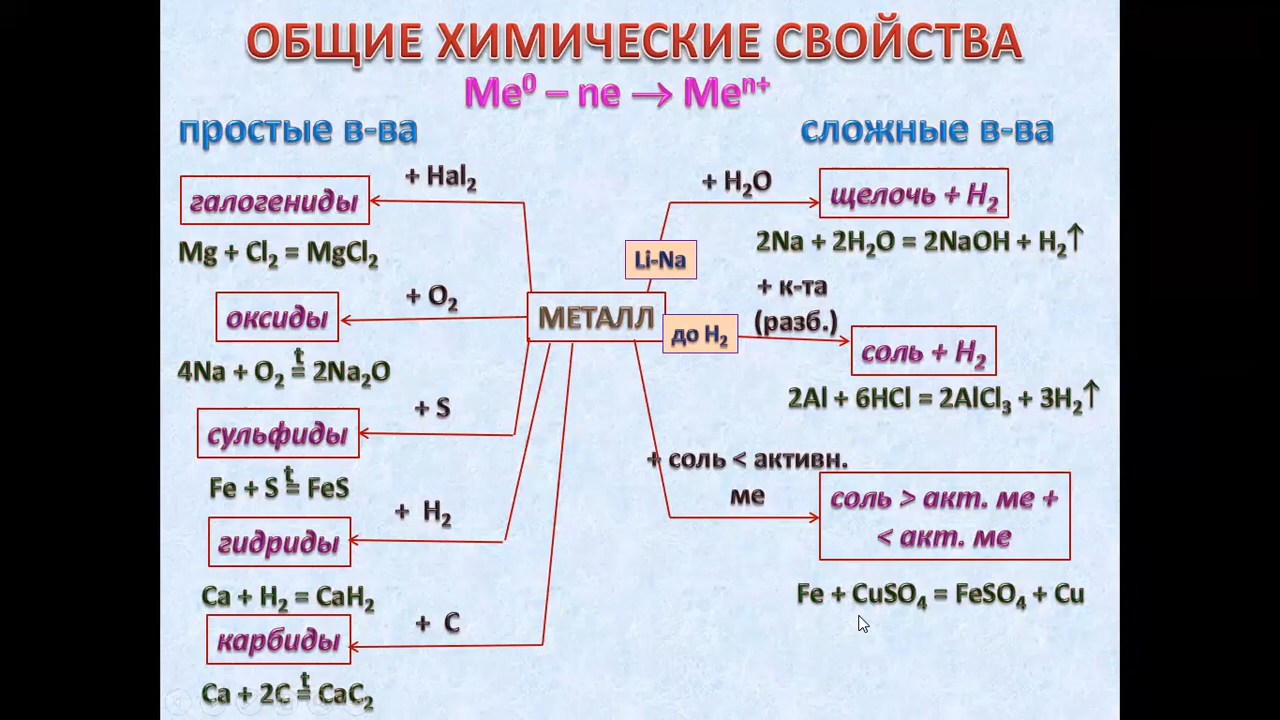 ОБЩИЕ ХИМИЧЕСКИЕ СВОЙСТВА
Me⁰ – ne → Meⁿ⁺
простые в-ва
сложные в-ва
+ Hal₂
галогениды
Mg + Cl₂ = MgCl₂
+ O₂
оксиды
t
4Na + O₂ = 2Na₂O
+ S
сульфиды
t
Fe + S = FeS
+ H₂
гидриды
Ca + H₂ = CaH₂
+ C
карбиды
t
Ca + 2C = CaC₂
МЕТАЛЛ
Li-Na
+ H₂O
щелочь + H₂
2Na + 2H₂O = 2NaOH + H₂↑
до H₂
+ к-та
(разб.)
соль + H₂
2Al + 6HCl = 2AlCl₃ + 3H₂↑
+ соль < активн.
ме
соль > акт. ме +
< акт. ме
Fe + CuSO₄ = FeSO₄ + Cu